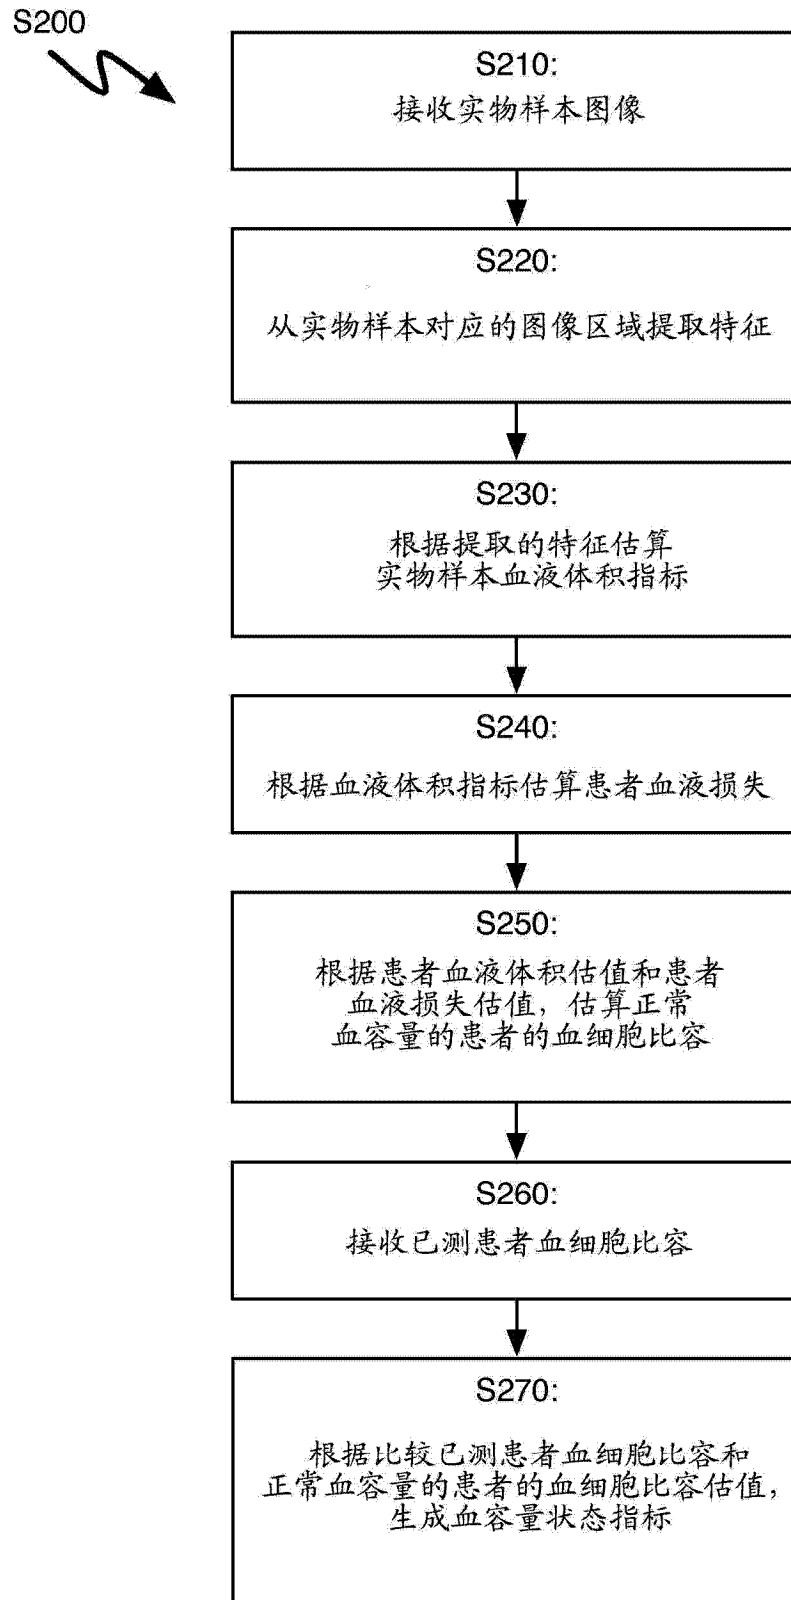 S200
S210:
接收实物样本图像
S220:
从实物样本对应的图像区域提取特征
S230:
根据提取的特征估算
实物样本血液体积指标
S240:
根据血液体积指标估算患者血液损失
S250:
根据患者血液体积估值和患者
血液损失估值，估算正常
血容量的患者的血细胞比容
S260:
接收已测患者血细胞比容
S270:
根据比较已测患者血细胞比容和
正常血容量的患者的血细胞比容估值，
生成血容量状态指标